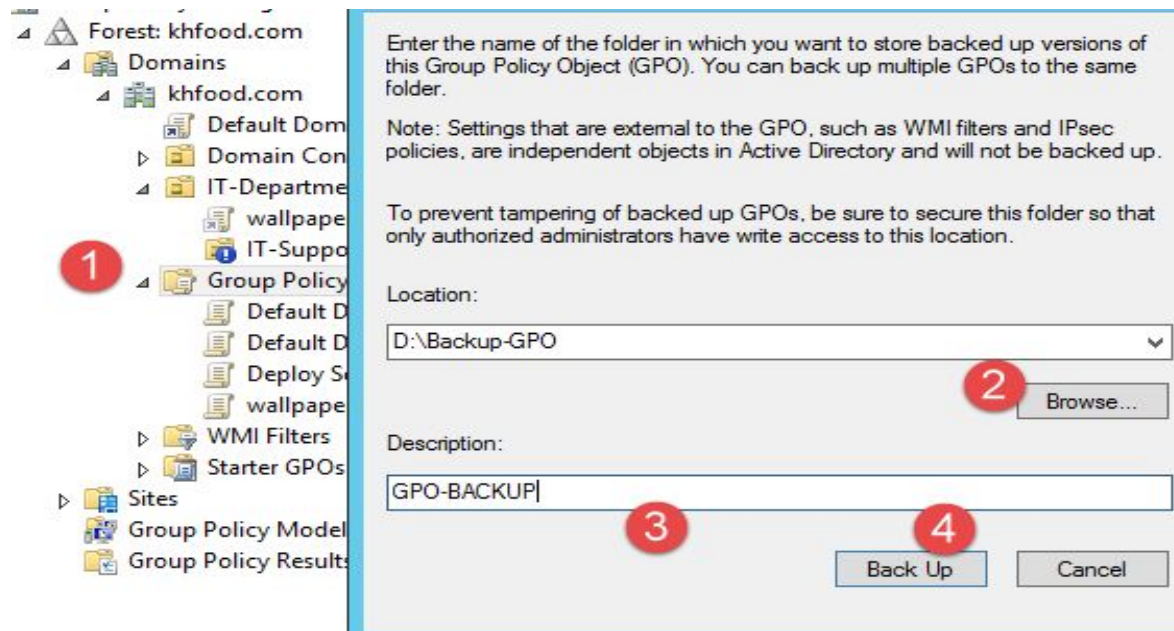 Forest: khfood.com
Domains
khfood.com
Default Dom
Domain Con
IT-Departme
wallpape
IT-Suppo
1
Group Policy
Default D
Default D
Deploy S
wallpape
WMI Filters
Starter GPOs
Sites
Group Policy Model
Group Policy Results
Enter the name of the folder in which you want to store backed up versions of
this Group Policy Object (GPO). You can back up multiple GPOs to the same
folder.
Note: Settings that are external to the GPO, such as WMI filters and IPsec
policies, are independent objects in Active Directory and will not be backed up.
To prevent tampering of backed up GPOs, be sure to secure this folder so that
only authorized administrators have write access to this location.
Location:
D:\Backup-GPO
2
Browse...
Description:
GPO-BACKUP
3
4
Back Up Cancel